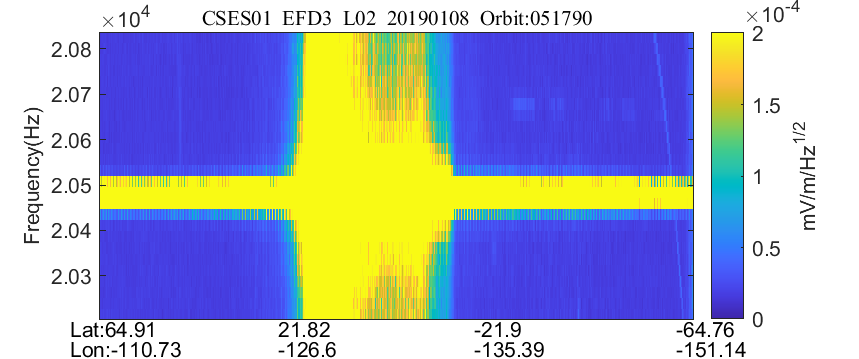 CSES01 EFD3 L02 20190108 Orbit:051790
×10⁴
×10⁻⁴
2.08
2.07
2.06
2.05
2.04
2.03
Frequency(Hz)
2
1.5
1
0.5
0
mV/m/Hz^1/2
Lat:64.91 21.82 -21.9 -64.76
Lon:-110.73 -126.6 -135.39 -151.14